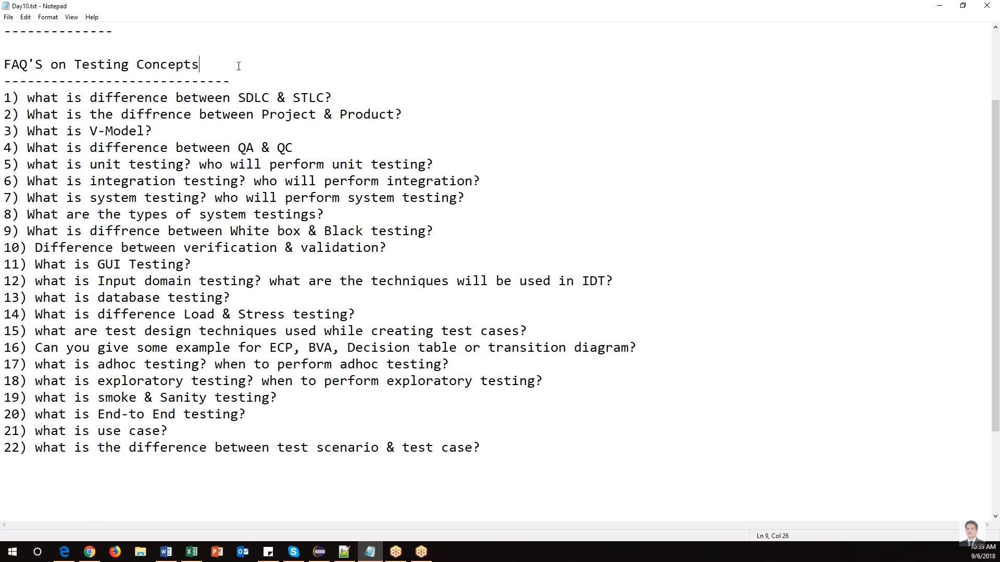 Day10.txt - Notepad
File Edit Format View Help
--------------
FAQ'S on Testing Concepts
-----------------------------
1) what is difference between SDLC & STLC?
2) What is the diffrence between Project & Product?
3) What is V-Model?
4) What is difference between QA & QC
5) what is unit testing? who will perform unit testing?
6) What is integration testing? who will perform integration?
7) What is system testing? who will perform system testing?
8) What are the types of system testings?
9) What is diffrence between White box & Black testing?
10) Difference between verification & validation?
11) What is GUI Testing?
12) what is Input domain testing? what are the techniques will be used in IDT?
13) what is database testing?
14) What is difference Load & Stress testing?
15) what are test design techniques used while creating test cases?
16) Can you give some example for ECP, BVA, Decision table or transition diagram?
17) what is adhoc testing? when to perform adhoc testing?
18) what is exploratory testing? when to perform exploratory testing?
19) what is smoke & Sanity testing?
20) what is End-to End testing?
21) what is use case?
22) what is the difference between test scenario & test case?
Ln 9, Col 26
10:39 AM
9/6/2018